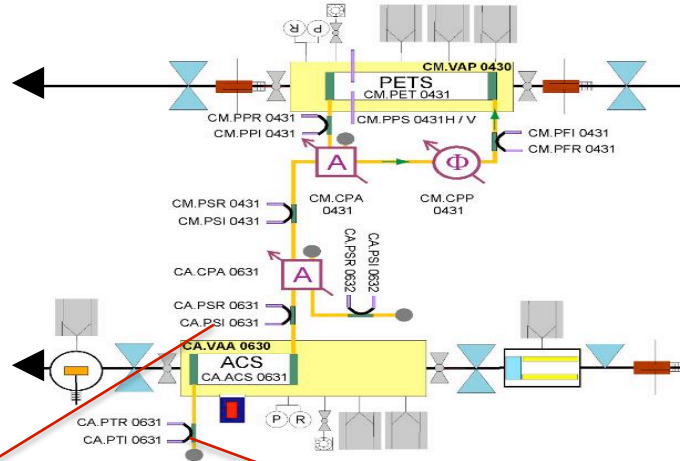 R P
CM.VAP 0430
PETS
CM.PET 0431
CM.PPR 0431
CM.PPI 0431
CM.PPS 0431H / V
CM.PFI 0431
CM.PFR 0431
A
Φ
CM.CPA
0431
CM.CPP
0431
CM.PSR 0431
CM.PSI 0431
CA.CPA 0631
A
CA.PSR 0632
CA.PSI 0632
CA.PSR 0631
CA.PSI 0631
CA.VAA 0630
ACS
CA.ACS 0631
P R
CA.PTR 0631
CA.PTI 0631